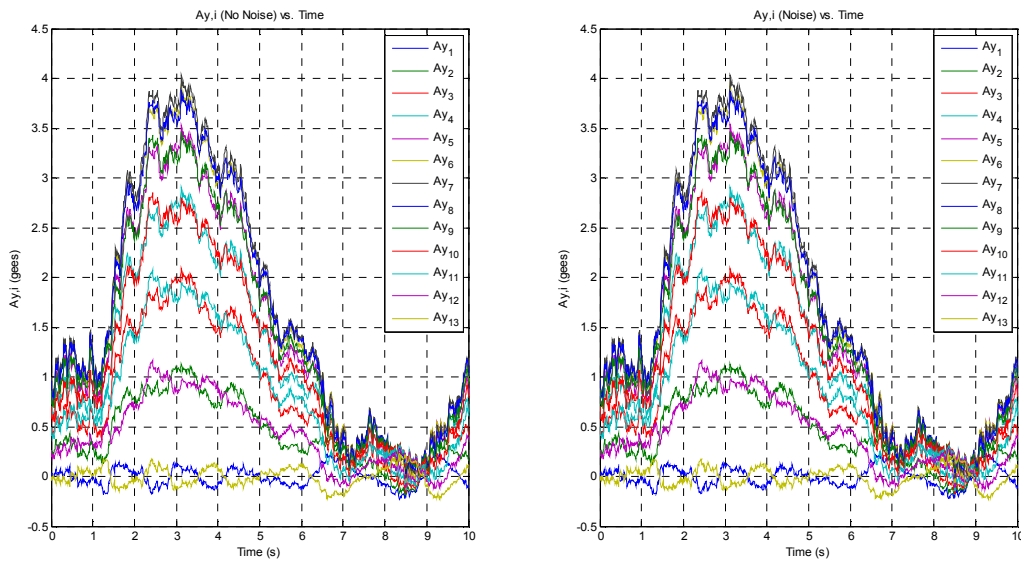 Ay,i (No Noise) vs. Time
4.5
4
3.5
3
2.5
2
1.5
1
0.5
0
-0.5
Ay,i (gees)
0 1 2 3 4 5 6 7 8 9 10
Time (s)
Ay1
Ay2
Ay3
Ay4
Ay5
Ay6
Ay7
Ay8
Ay9
Ay10
Ay11
Ay12
Ay13
Ay,i (Noise) vs. Time
4.5
4
3.5
3
2.5
2
1.5
1
0.5
0
-0.5
Ay,i (gees)
0 1 2 3 4 5 6 7 8 9 10
Time (s)
Ay1
Ay2
Ay3
Ay4
Ay5
Ay6
Ay7
Ay8
Ay9
Ay10
Ay11
Ay12
Ay13